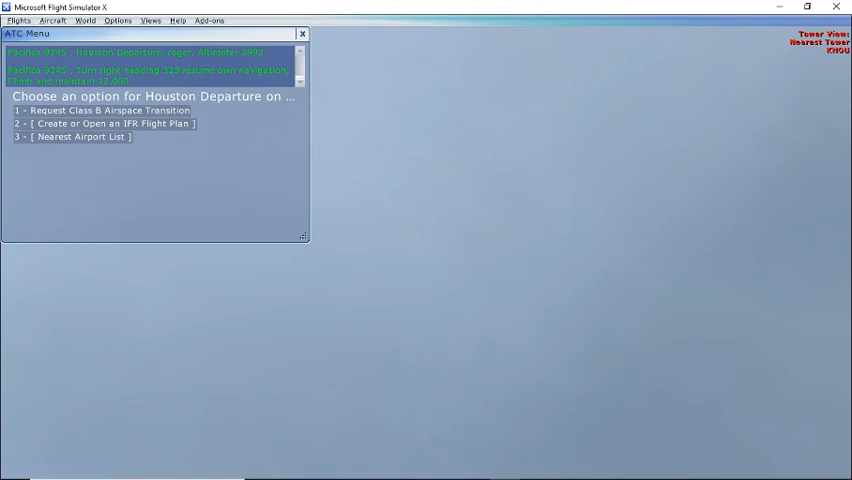 Microsoft Flight Simulator X
Flights Aircraft World Options Views Help Add-ons
ATC Menu X
Tower View:
Nearest Tower
KHOU
Pacifica 924S , Houston Departure, roger. Altimeter 2992
Pacifica 924S , Turn right heading 325 resume own navigation,
Climb and maintain 12,000.
Choose an option for Houston Departure on ...
1 - Request Class B Airspace Transition
2 - [ Create or Open an IFR Flight Plan ]
3 - [ Nearest Airport List ]